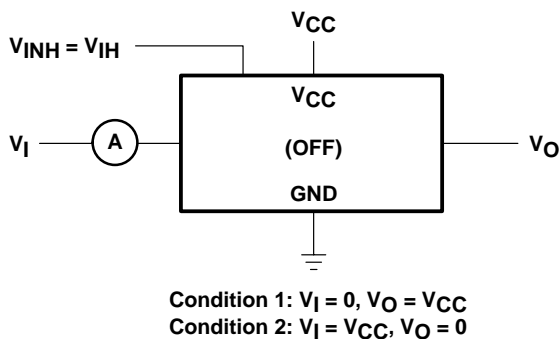 VCC
VINH = VIH
VCC
VI
A
(OFF)
VO
GND
Condition 1: VI = 0, VO = VCC
Condition 2: VI = VCC, VO = 0